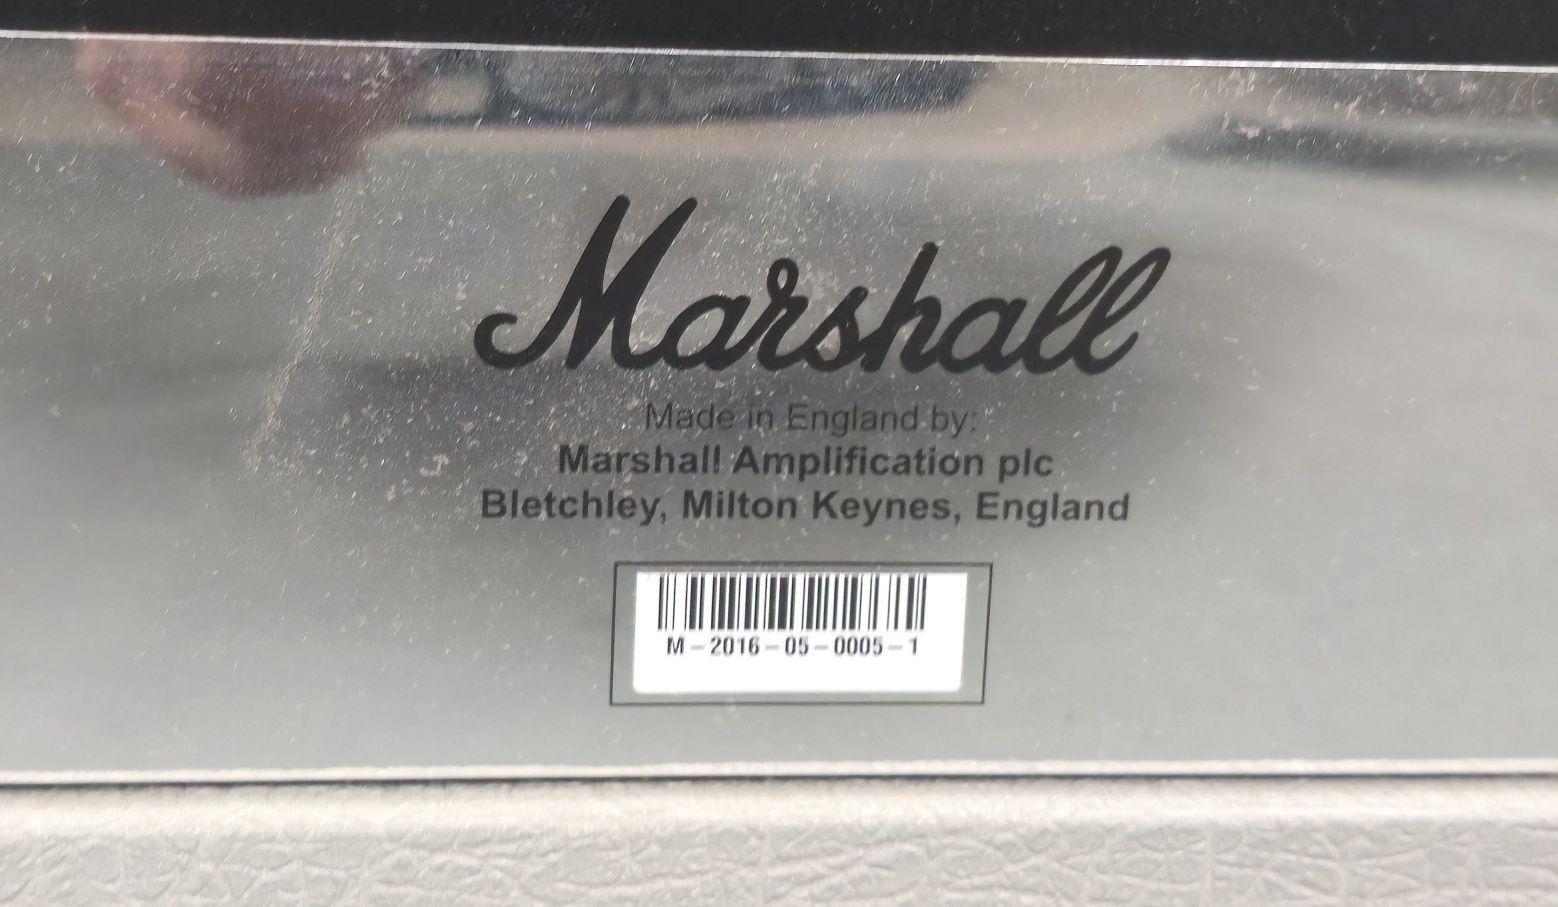 Marshall
Made in England by:
Marshall Amplification plc
Bletchley, Milton Keynes, England
M-2016-05-0005-1